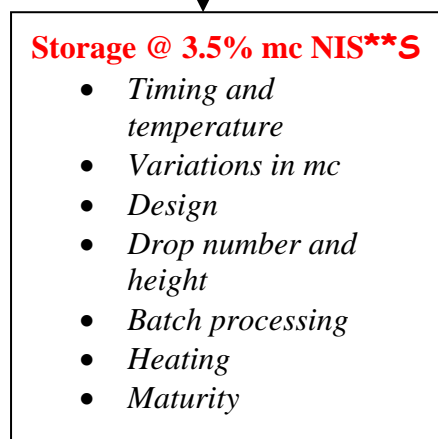 Storage @ 3.5% mc NIS**S
• Timing and
temperature
• Variations in mc
• Design
• Drop number and
height
• Batch processing
• Heating
• Maturity